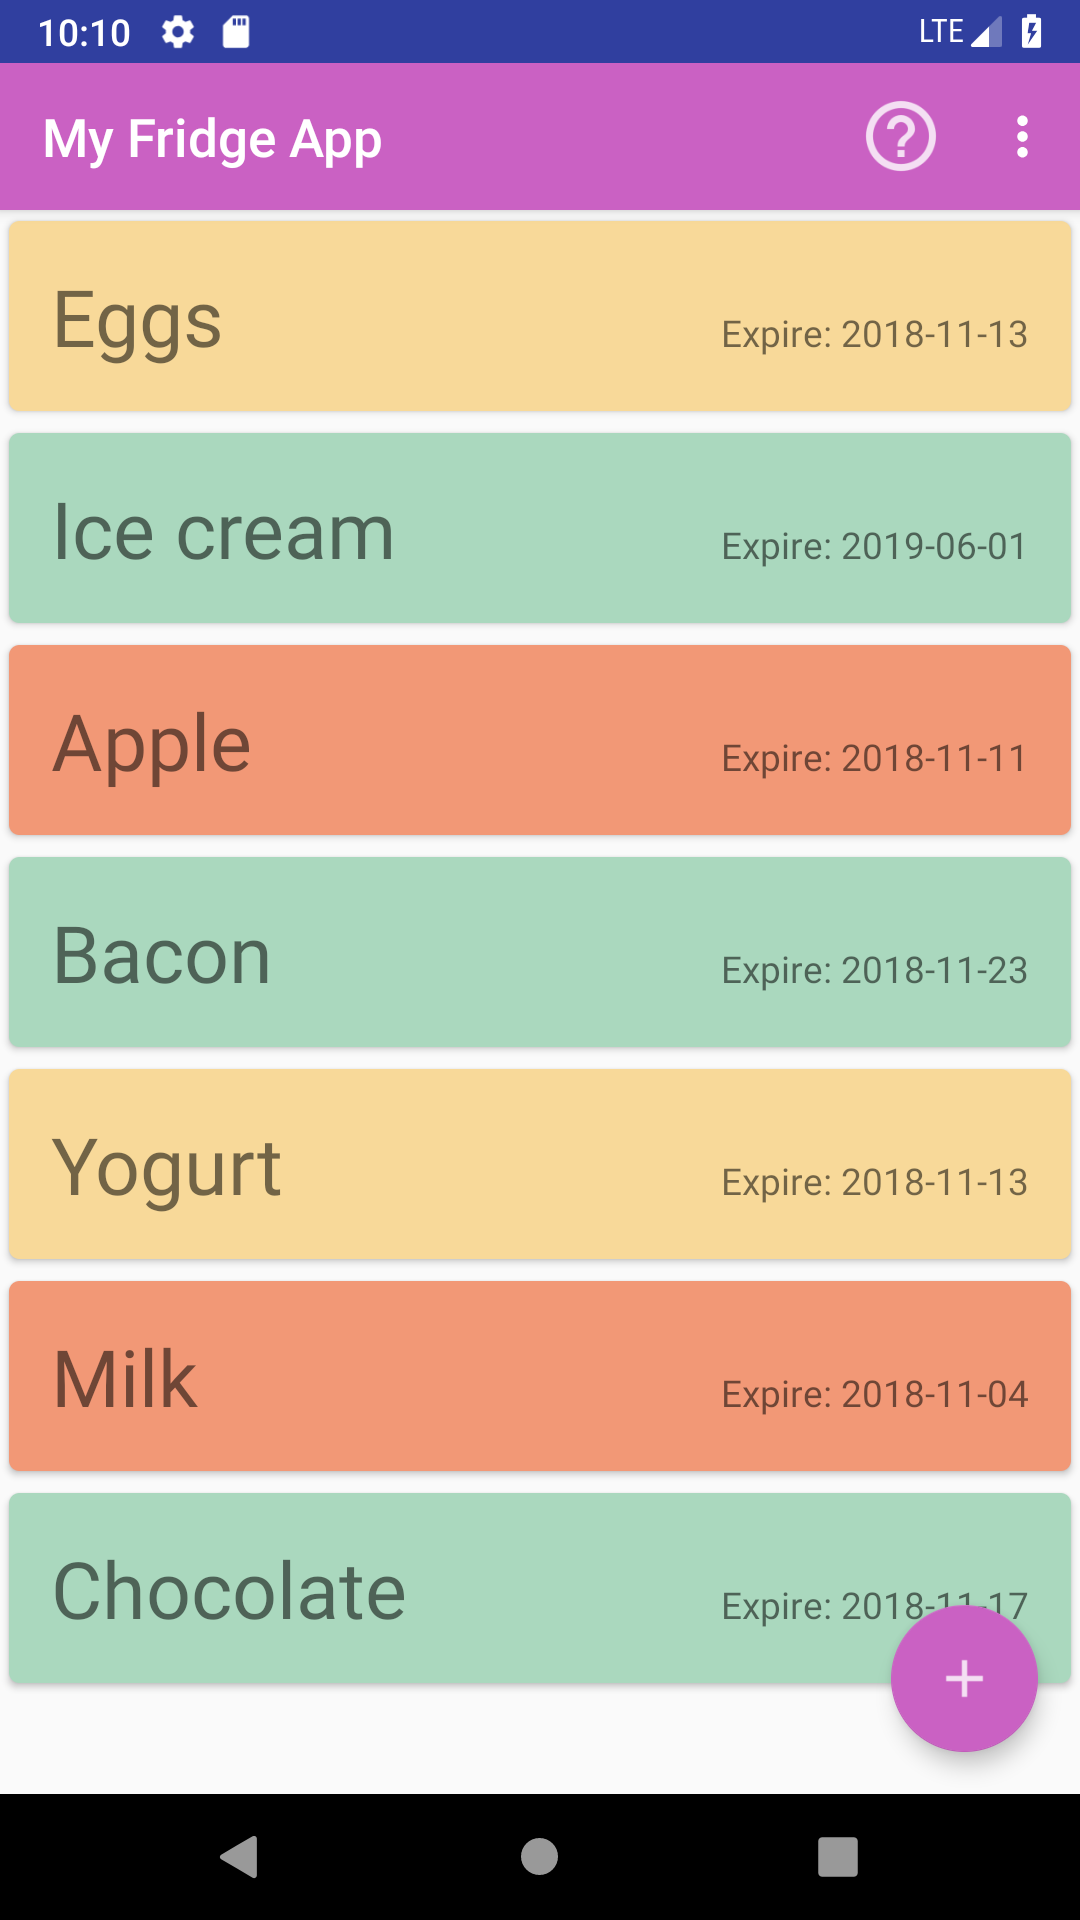 10:10 LTE
My Fridge App
Eggs Expire: 2018-11-13
Ice cream Expire: 2019-06-01
Apple Expire: 2018-11-11
Bacon Expire: 2018-11-23
Yogurt Expire: 2018-11-13
Milk Expire: 2018-11-04
Chocolate Expire: 2018-11-17